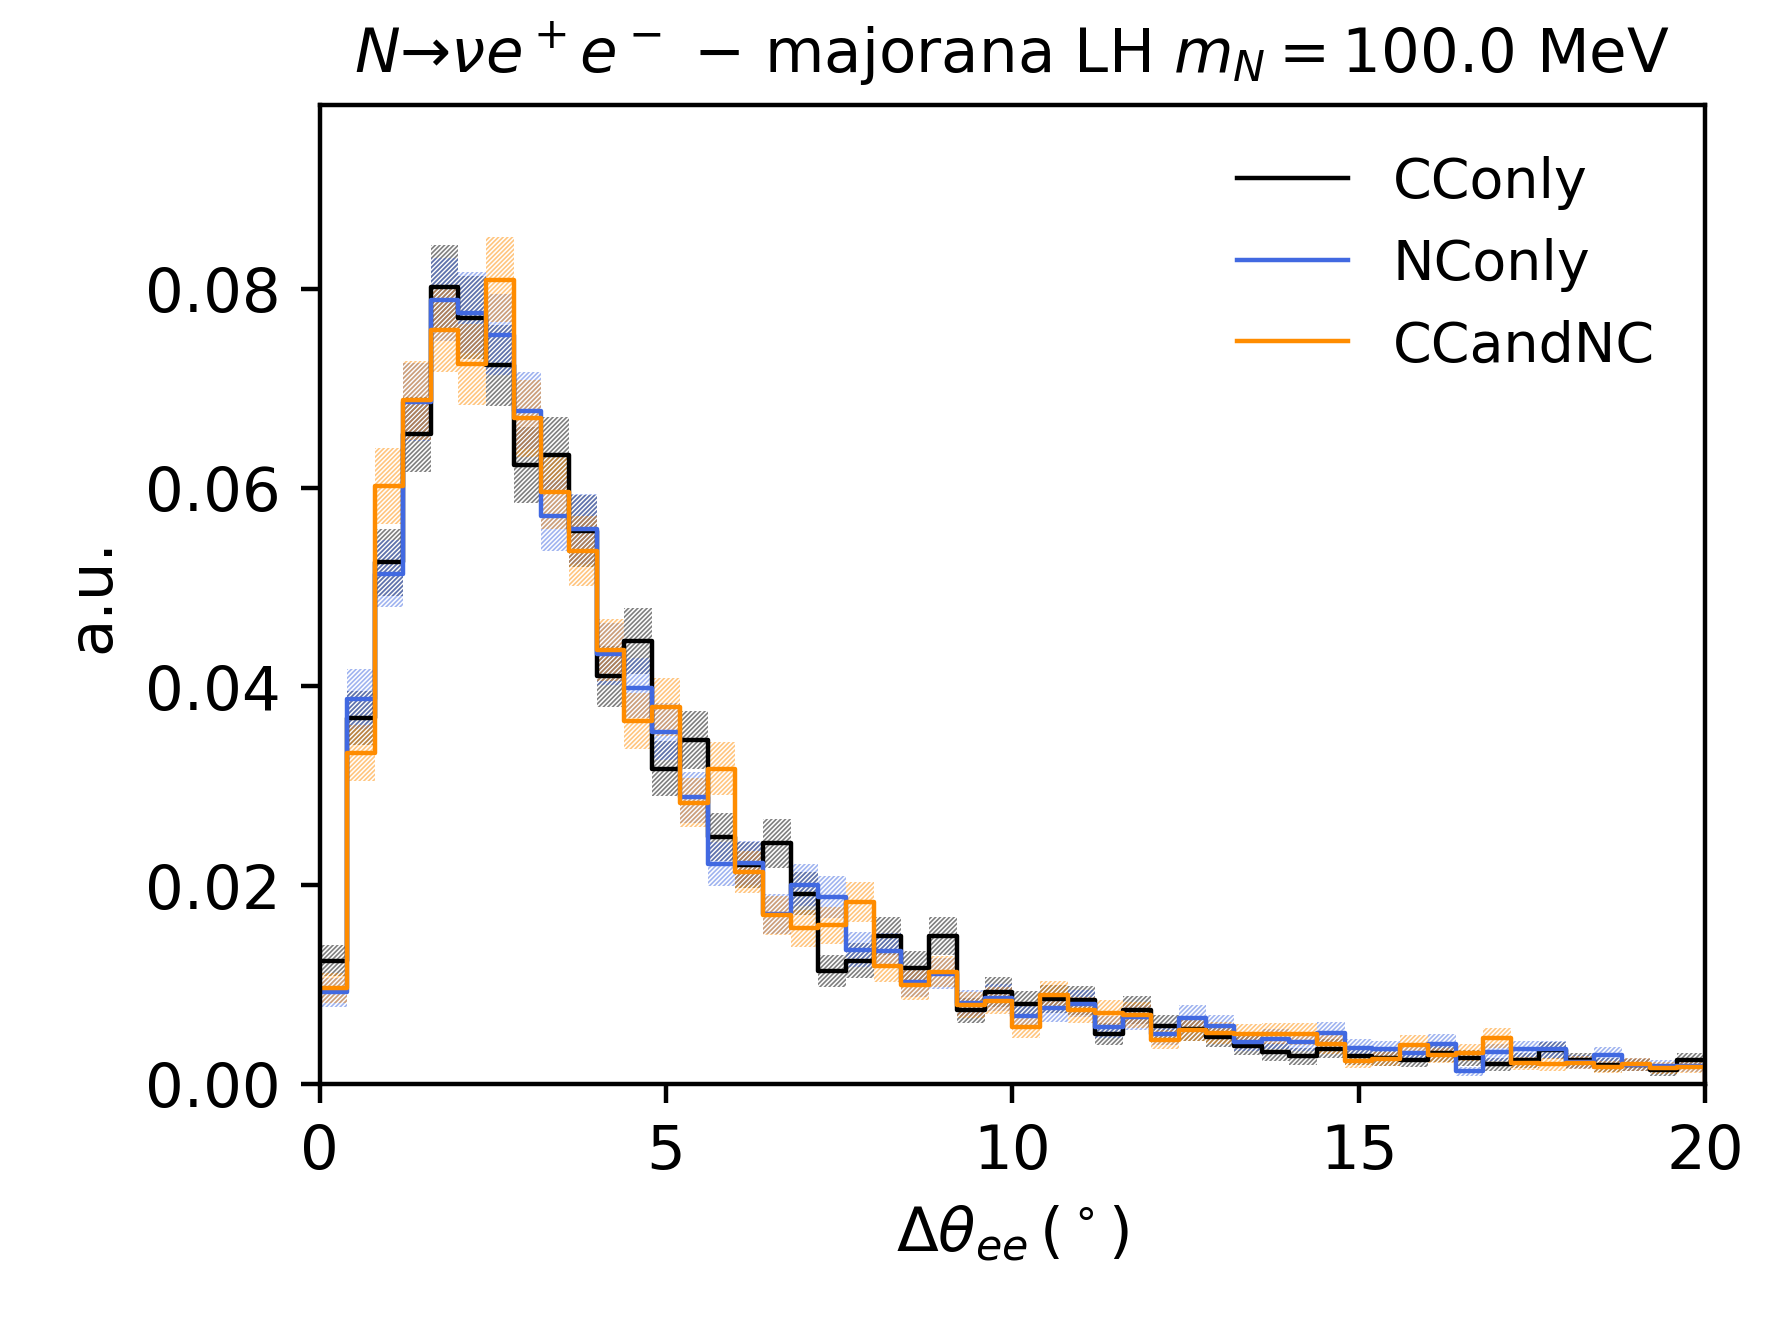 N→νe⁺e⁻ − majorana LH m_N = 100.0 MeV
CConly
NConly
CCandNC
0.08
0.06
0.04
0.02
0.00
a.u.
0 5 10 15 20
Δθ_ee (°)